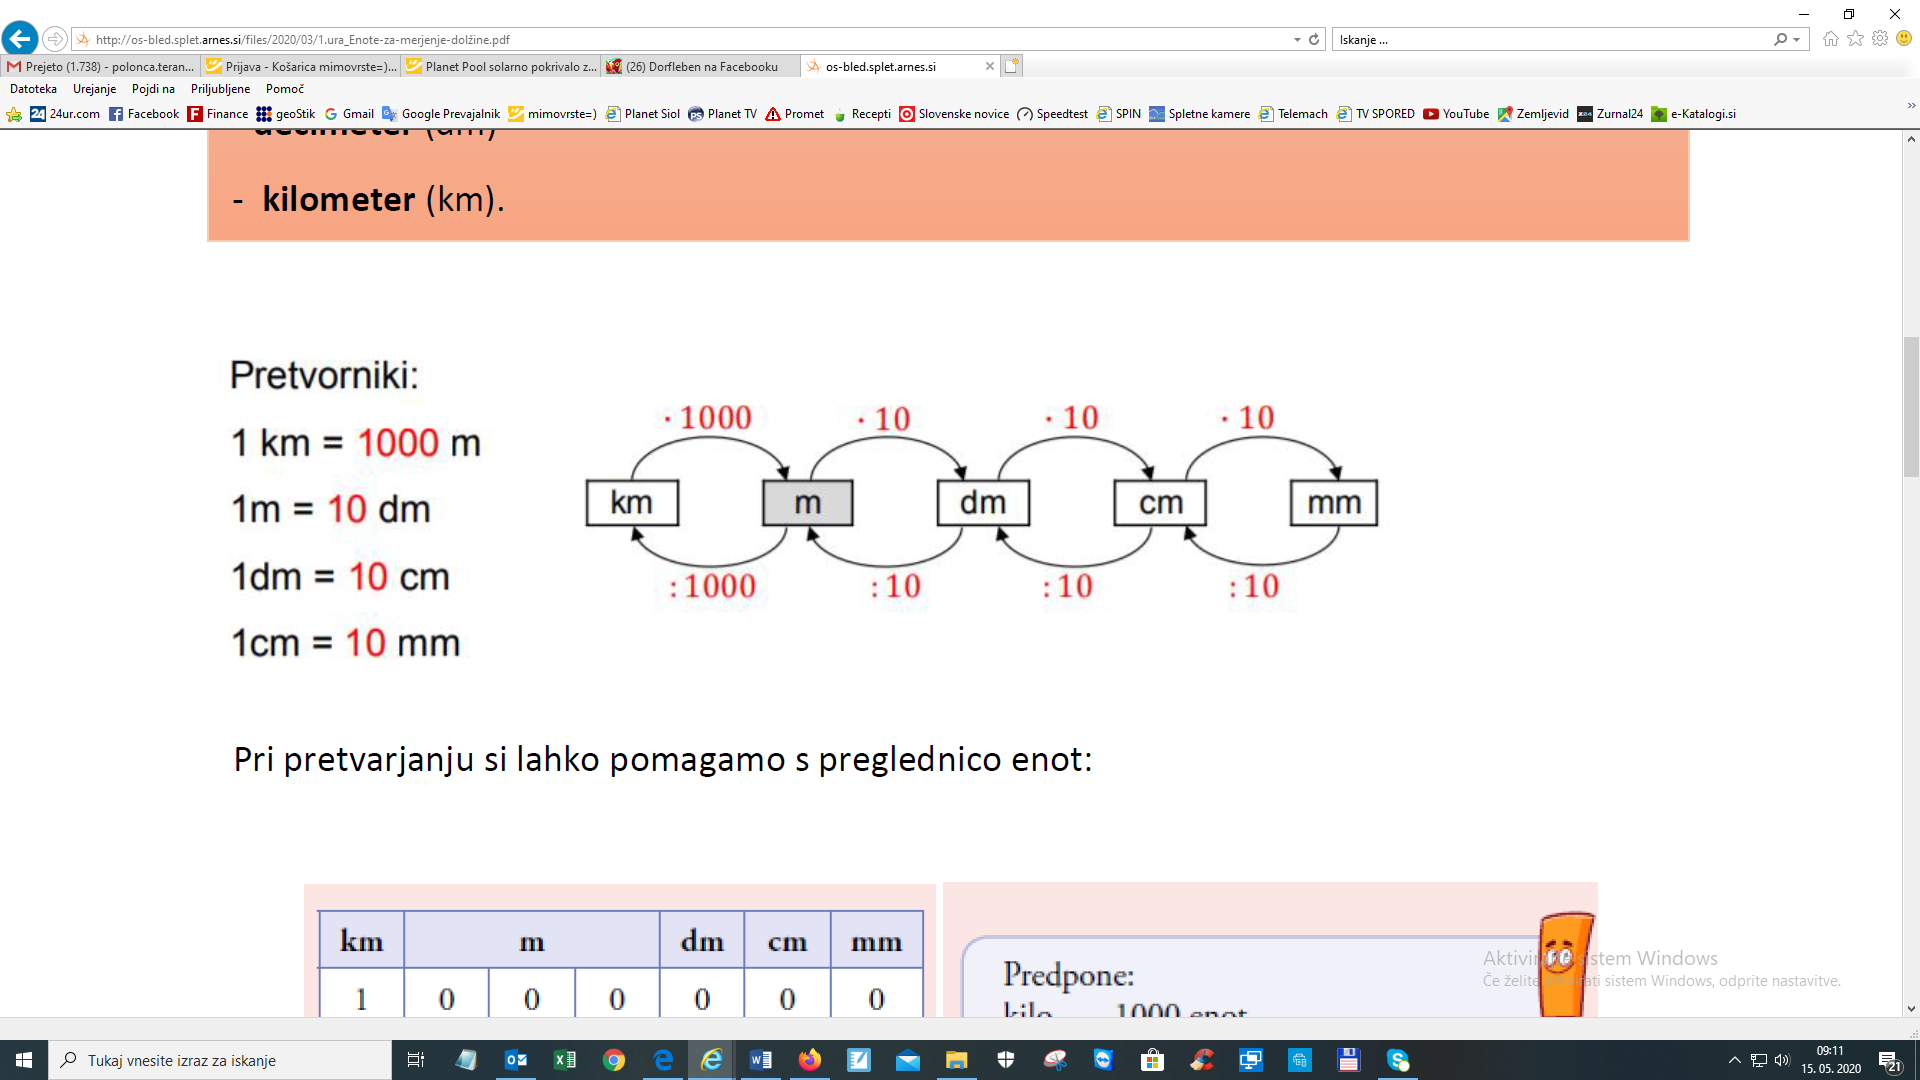 http://os-bled.splet.arnes.si/files/2020/03/1.ura_Enote-za-merjenje-dolžine.pdf
Iskanje ...
Prejeto (1.738) - polonca.teran...
Prijava - Košarica mimovrste=)...
Planet Pool solarno pokrivalo z...
(26) Dorfleben na Facebooku
os-bled.splet.arnes.si
Datoteka Urejanje Pojdi na Priljubljene Pomoč
24ur.com Facebook Finance geoStik Gmail Google Prevajalnik mimovrste=) Planet Siol Planet TV Promet Recepti Slovenske novice Speedtest SPIN Spletne kamere Telemach TV SPORED YouTube Zemljevid Zurnal24 e-Katalogi.si
decimeter (dm)
- kilometer (km).
Pretvorniki:
1 km = 1000 m
1m = 10 dm
1dm = 10 cm
1cm = 10 mm
· 1000 · 10 · 10 · 10
km m dm cm mm
: 1000 : 10 : 10 : 10
Pri pretvarjanju si lahko pomagamo s preglednico enot:
km m dm cm mm
1 0 0 0 0 0 0
Predpone:
kilo 1000 enot
sistem Windows
sistem Windows, odprite nastavitve.
Tukaj vnesite izraz za iskanje
09:11
15. 05. 2020
21